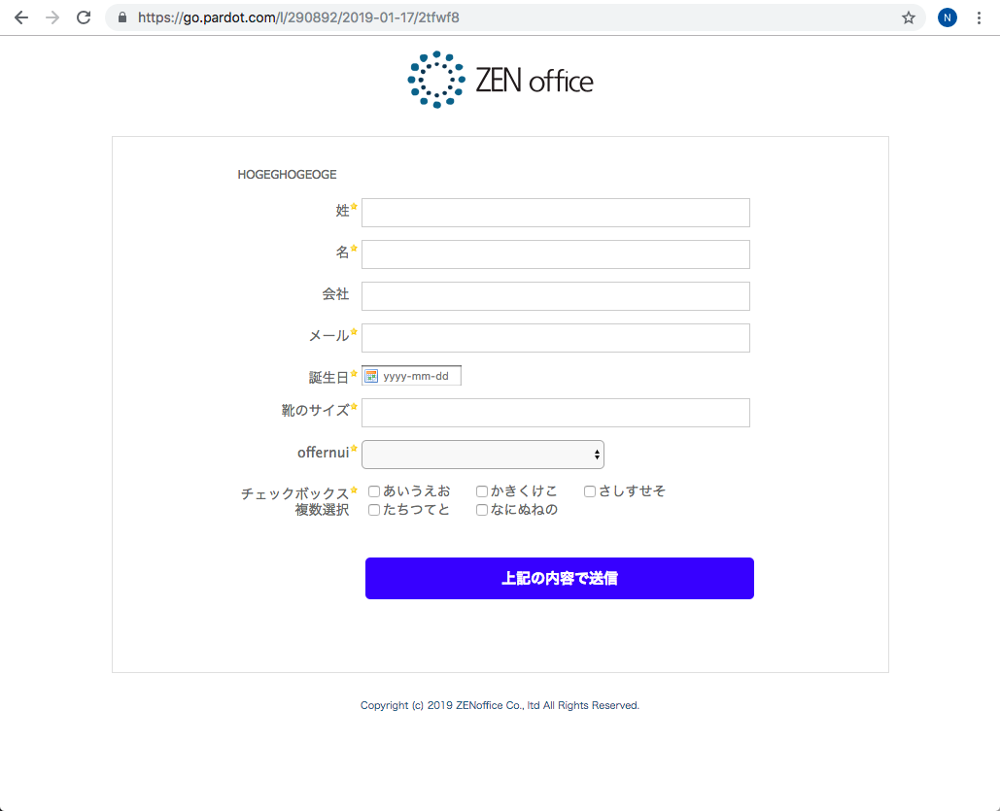 https://go.pardot.com/l/290892/2019-01-17/2tfwf8
N
ZEN office
HOGEGHOGEOGE
姓
名
会社
メール
誕生日 yyyy-mm-dd
靴のサイズ
offernui
チェックボックス あいうえお かきくけこ さしすせそ
複数選択 たちつてと なにぬねの
上記の内容で送信
Copyright (c) 2019 ZENoffice Co., ltd All Rights Reserved.